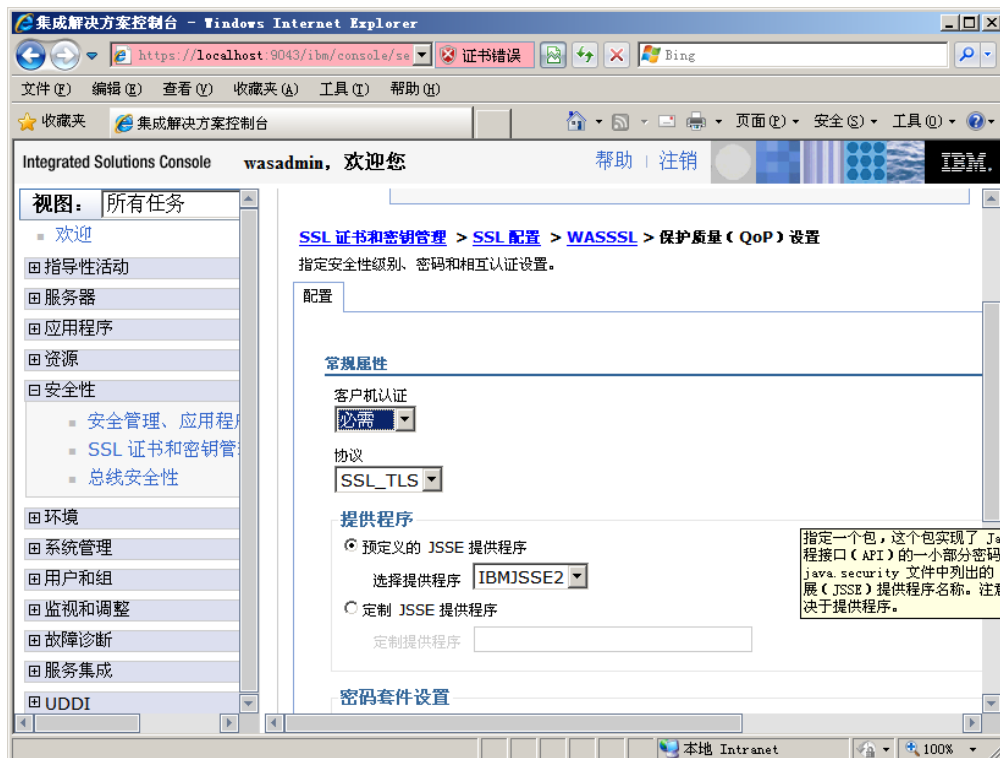 集成解决方案控制台 - Windows Internet Explorer
https://localhost:9043/ibm/console/se 证书错误 Bing
文件(F) 编辑(E) 查看(V) 收藏夹(A) 工具(T) 帮助(H)
收藏夹 集成解决方案控制台 页面(P) 安全(S) 工具(O)
Integrated Solutions Console wasadmin, 欢迎您 帮助 注销 IBM.
视图： 所有任务
欢迎
指导性活动
服务器
应用程序
资源
安全性
安全管理、应用程序
SSL 证书和密钥管
总线安全性
环境
系统管理
用户和组
监视和调整
故障诊断
服务集成
UDDI
SSL 证书和密钥管理 > SSL 配置 > WASSSL > 保护质量（QoP）设置
指定安全性级别、密码和相互认证设置。
配置
常规属性
客户机认证
必需
协议
SSL_TLS
提供程序
预定义的 JSSE 提供程序
选择提供程序 IBMJSSE2
定制 JSSE 提供程序
定制提供程序
密码套件设置
指定一个包，这个包实现了 Ja
程接口（API）的一小部分密码
java.security 文件中列出的
展（JSSE）提供程序名称。注意
决于提供程序。
本地 Intranet 100%